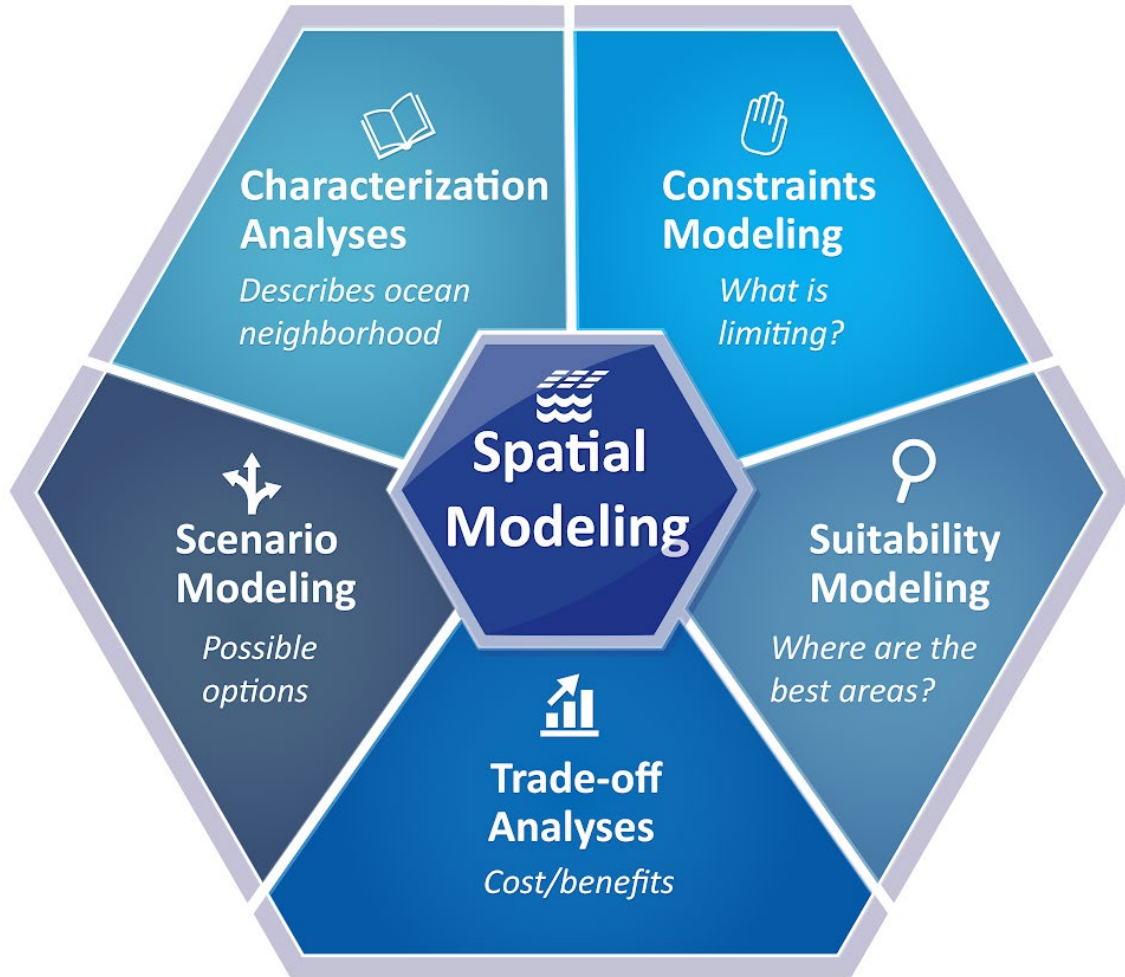 Characterization
Analyses
Describes ocean
neighborhood
Constraints
Modeling
What is
limiting?
Spatial
Modeling
Scenario
Modeling
Possible
options
Suitability
Modeling
Where are the
best areas?
Trade-off
Analyses
Cost/benefits